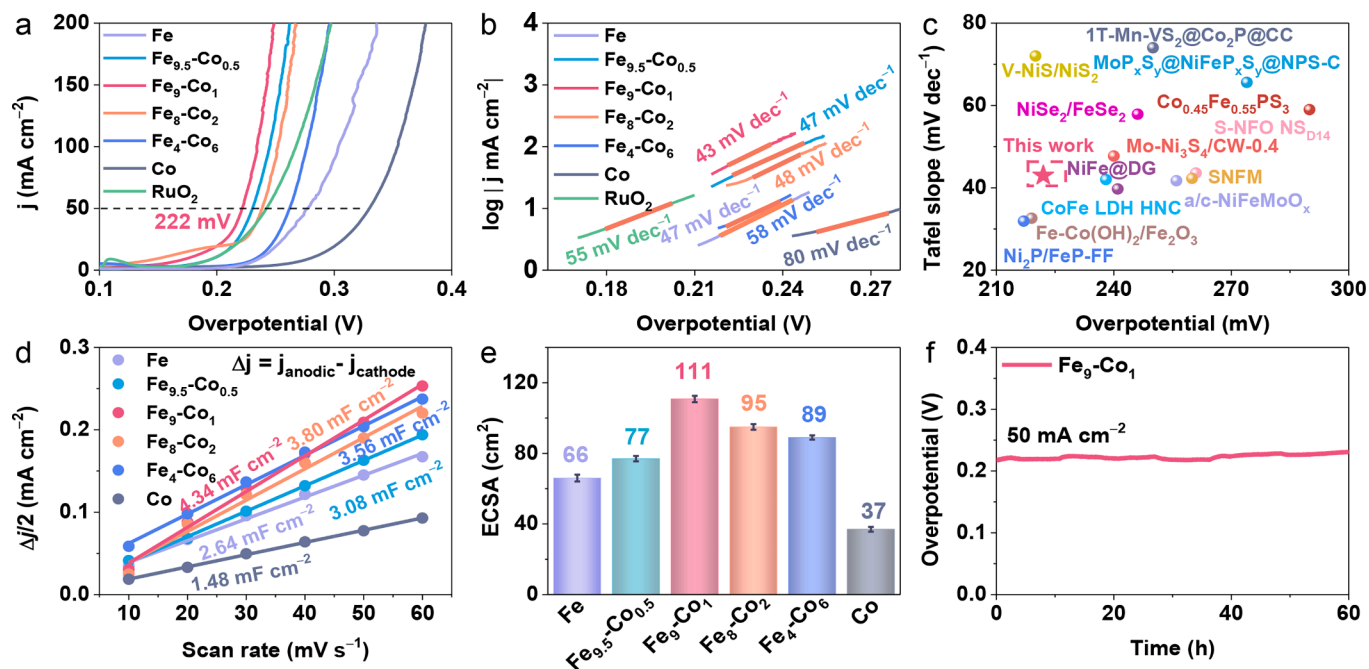 a
200
150
100
50
0
j (mA cm⁻²)
Fe
Fe₉.₅-Co₀.₅
Fe₉-Co₁
Fe₈-Co₂
Fe₄-Co₆
Co
RuO₂
222 mV
0.1
0.2
0.3
0.4
Overpotential (V)
b
5
4
3
2
1
0
log | j mA cm⁻²|
Fe
Fe₉.₅-Co₀.₅
Fe₉-Co₁
Fe₈-Co₂
Fe₄-Co₆
Co
RuO₂
43 mV dec⁻¹
47 mV dec⁻¹
48 mV dec⁻¹
55 mV dec⁻¹
47 mV dec⁻¹
58 mV dec⁻¹
80 mV dec⁻¹
0.18
0.21
0.24
0.27
Overpotential (V)
c
80
60
40
20
Tafel slope (mV dec⁻¹)
1T-Mn-VS₂@Co₂P@CC
V-NiS/NiS₂
MoPₓSᵧ@NiFePₓSᵧ@NPS-C
NiSe₂/FeSe₂
Co₀.₄₅Fe₀.₅₅PS₃
S-NFO NS_D14
This work
Mo-Ni₃S₄/CW-0.4
NiFe@DG
SNFM
CoFe LDH HNC
a/c-NiFeMoOₓ
Fe-Co(OH)₂/Fe₂O₃
Ni₂P/FeP-FF
210
240
270
300
Overpotential (mV)
d
0.3
0.2
0.1
0.0
Δj/2 (mA cm⁻²)
Δj = j_anodic - j_cathode
Fe
Fe₉.₅-Co₀.₅
Fe₉-Co₁
Fe₈-Co₂
Fe₄-Co₆
Co
3.80 mF cm⁻²
3.56 mF cm⁻²
4.34 mF cm⁻²
3.08 mF cm⁻²
2.64 mF cm⁻²
1.48 mF cm⁻²
10
20
30
40
50
60
Scan rate (mV s⁻¹)
e
120
80
40
0
ECSA (cm²)
66
77
111
95
89
37
Fe
Fe₉.₅-Co₀.₅
Fe₉-Co₁
Fe₈-Co₂
Fe₄-Co₆
Co
f
0.4
0.3
0.2
0.1
0.0
Overpotential (V)
Fe₉-Co₁
50 mA cm⁻²
0
20
40
60
Time (h)